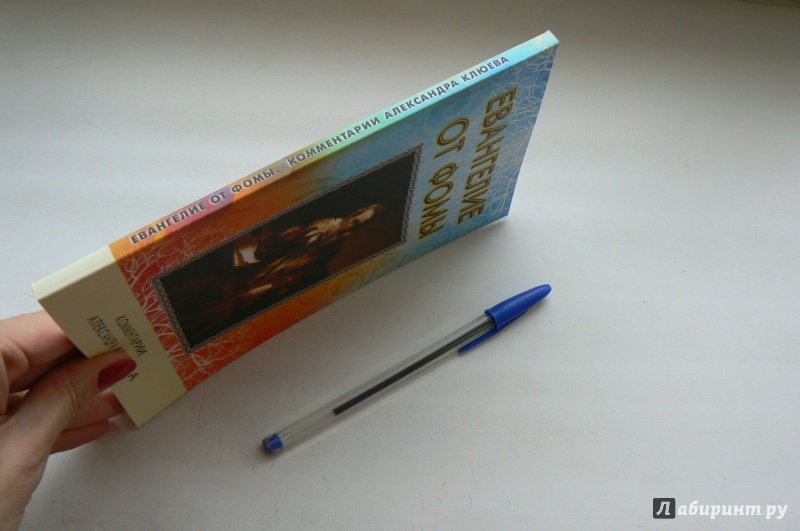 ЕВАНГЕЛИЕ ОТ ФОМЫ. КОММЕНТАРИИ АЛЕКСАНДРА КЛЮЕВА
ЕВАНГЕЛИЕ
ОТ ФОМЫ
КОММЕНТАРИИ
Лабиринт.ру